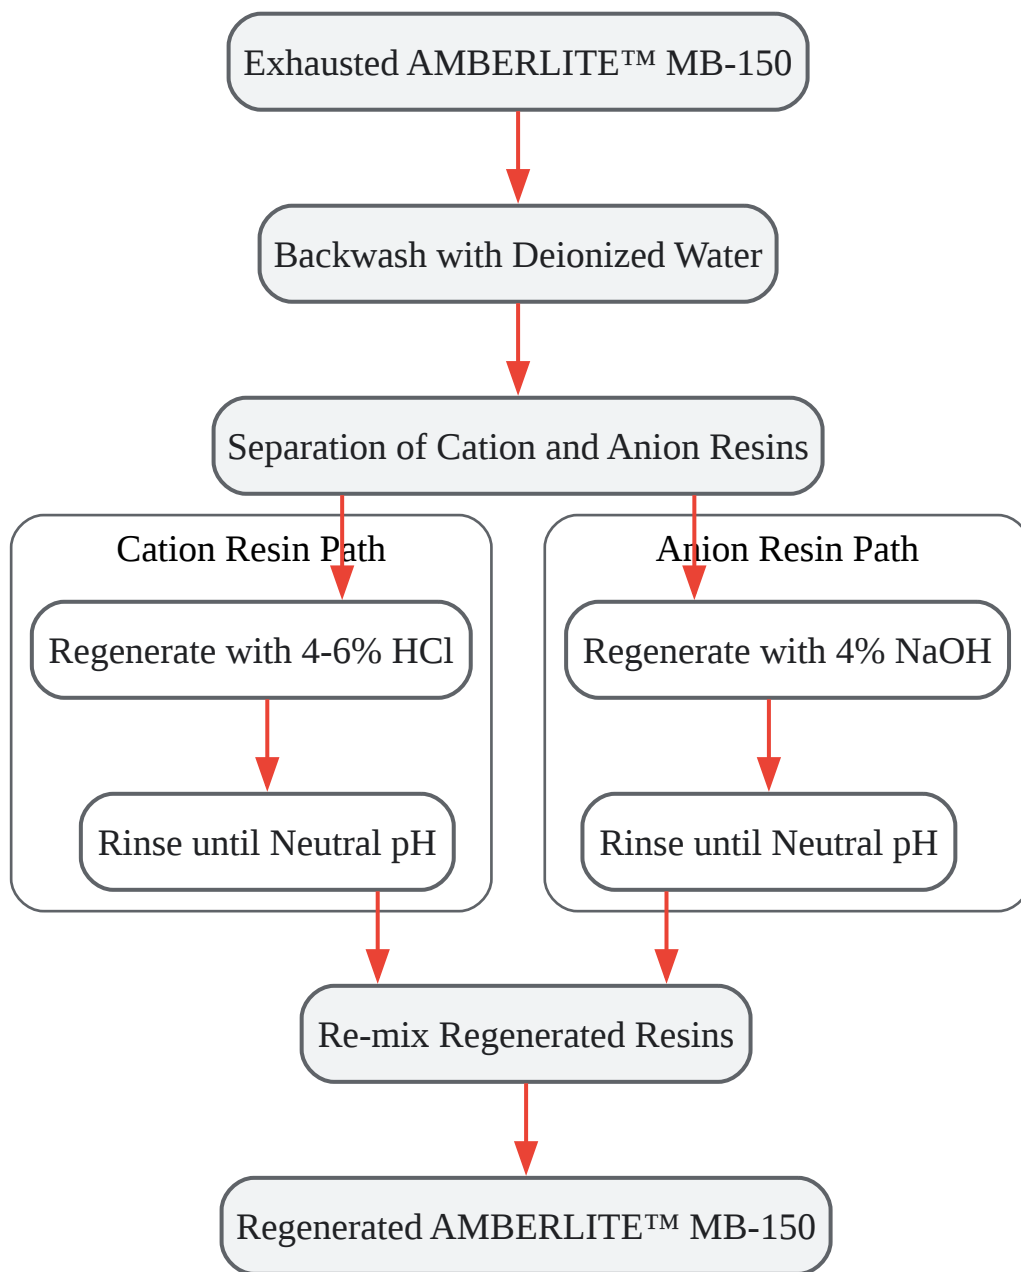 Exhausted AMBERLITE™ MB-150
Backwash with Deionized Water
Separation of Cation and Anion Resins
Cation Resin Path
Regenerate with 4-6% HCl
Rinse until Neutral pH
Anion Resin Path
Regenerate with 4% NaOH
Rinse until Neutral pH
Re-mix Regenerated Resins
Regenerated AMBERLITE™ MB-150